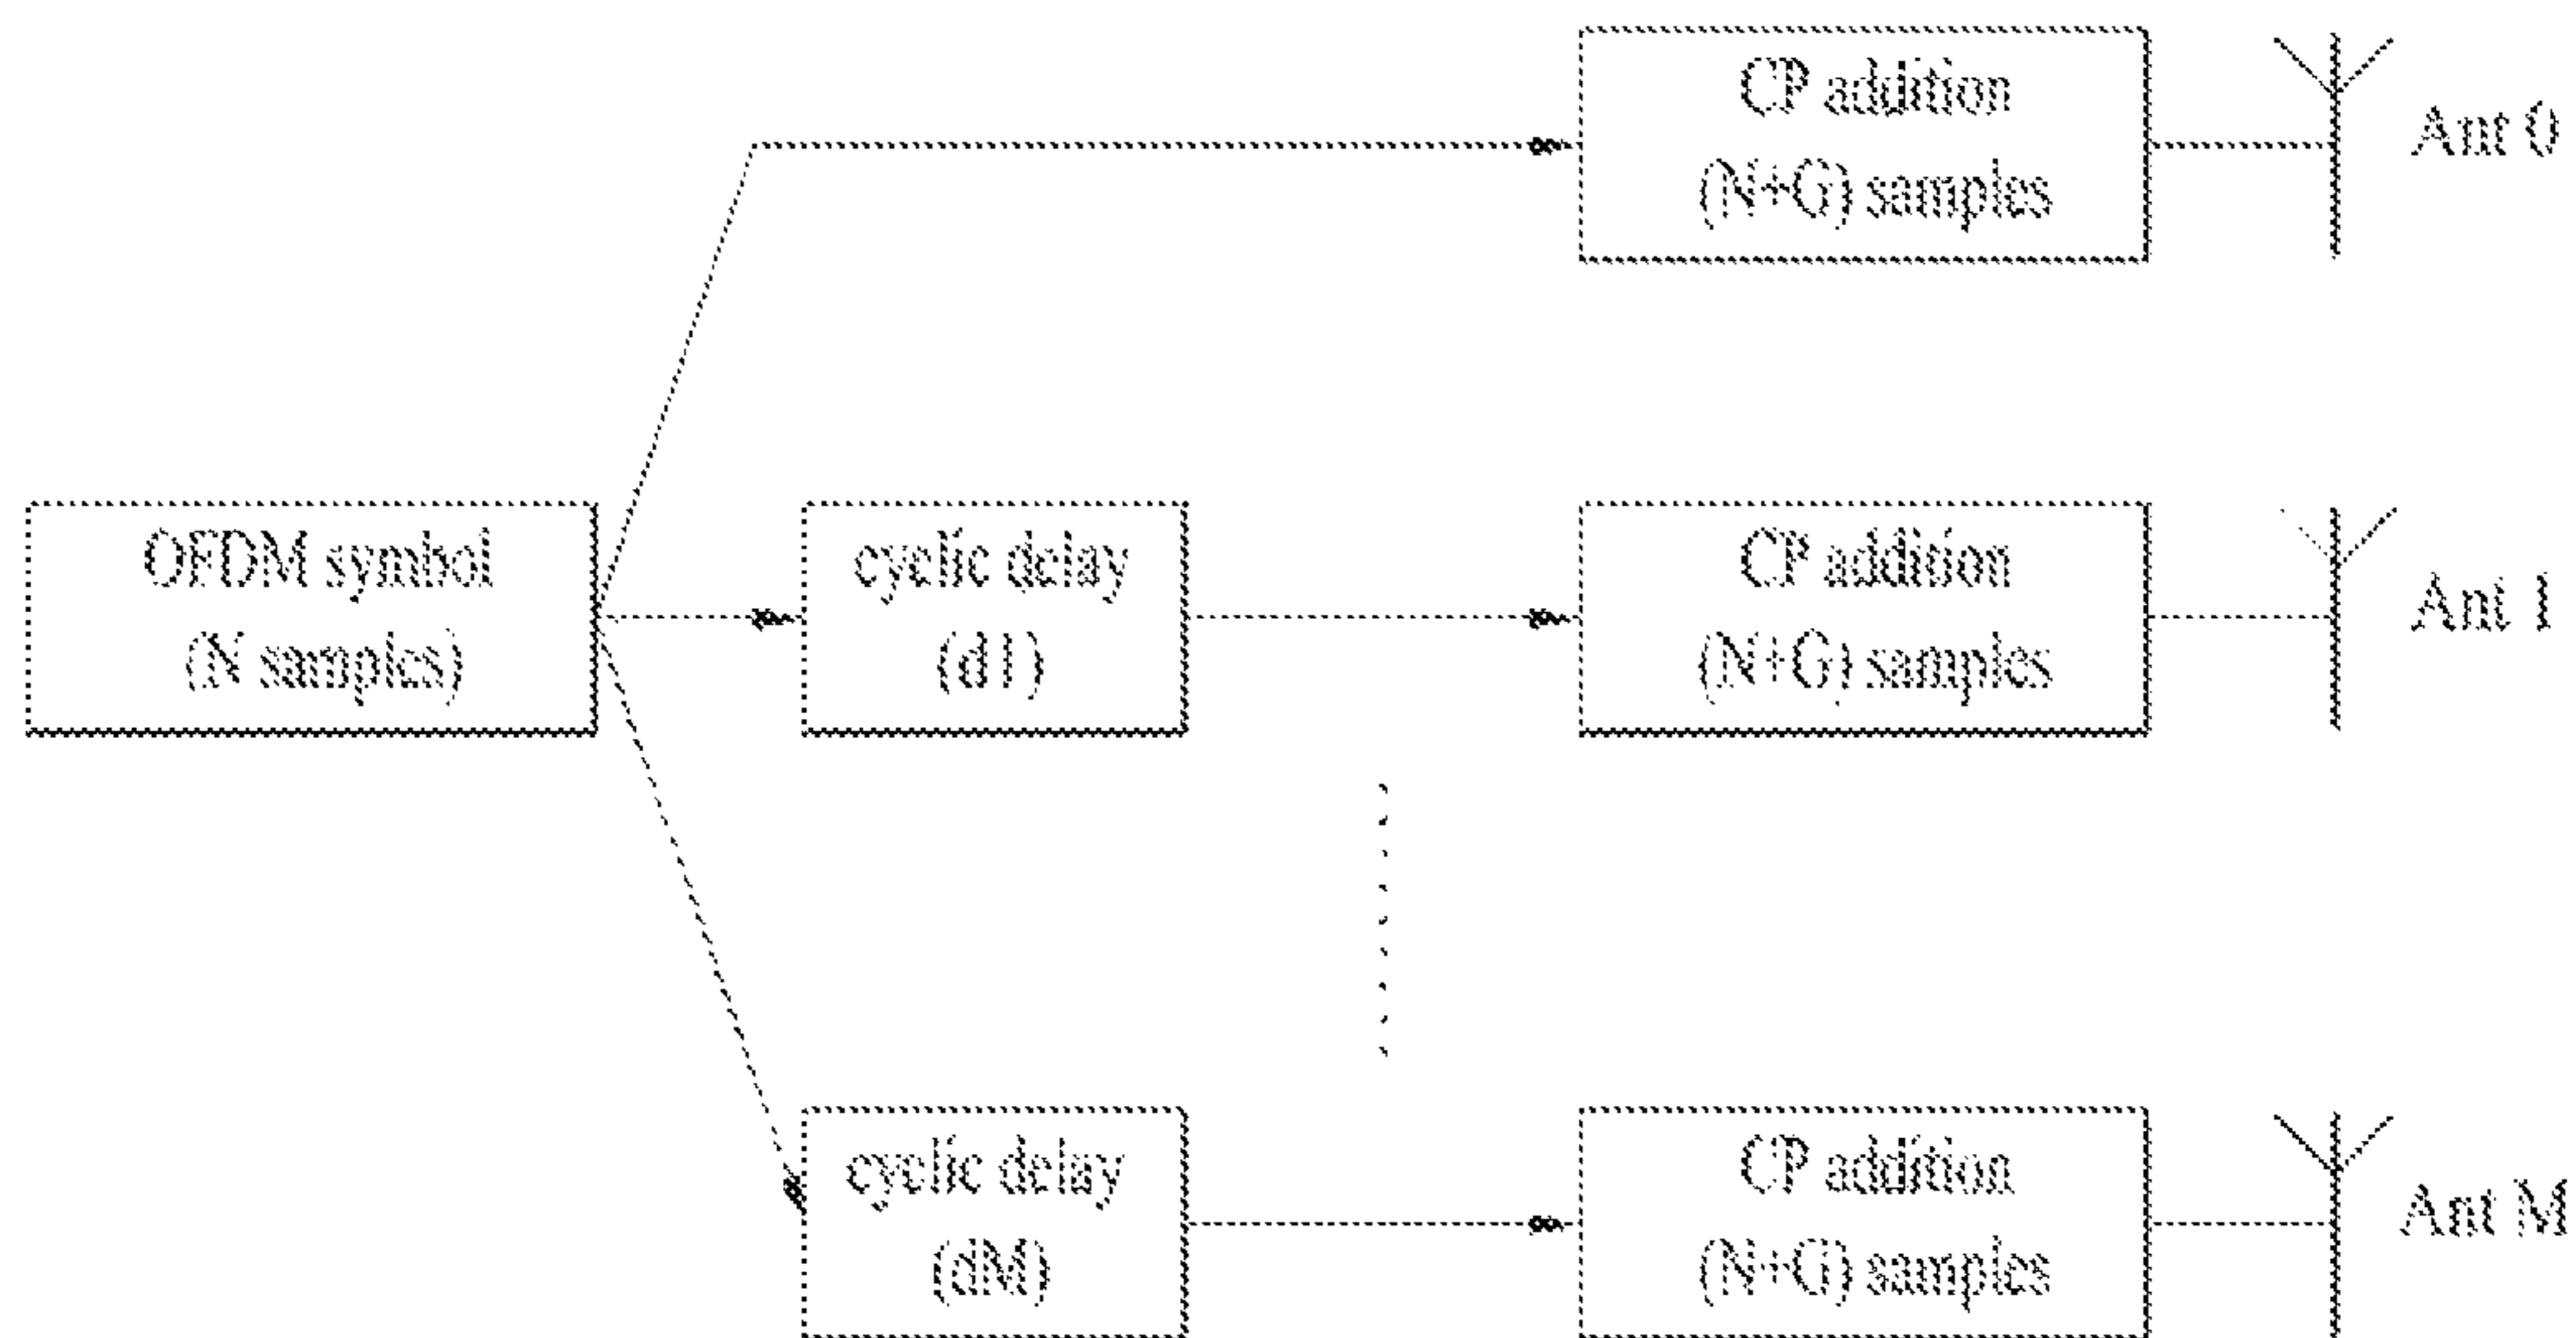 CP addition
(N+G) samples
Ant 0
OFDM symbol
(N samples)
cyclic delay
(d1)
CP addition
(N+G) samples
Ant 1
cyclic delay
(dM)
CP addition
(N+G) samples
Ant M